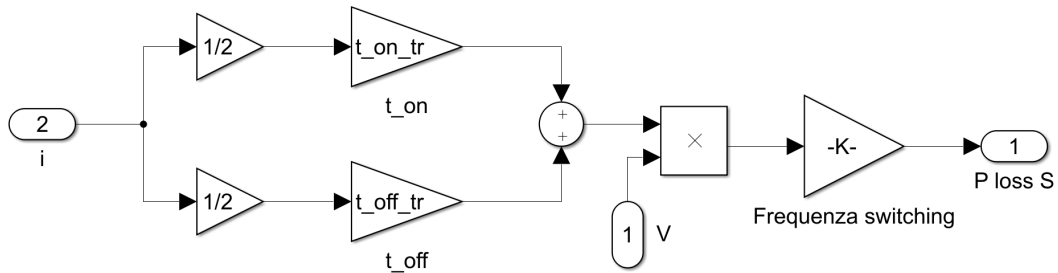 1/2
t_on_tr
t_on
2
i
1/2
t_off_tr
t_off
+
+
×
1
V
-K-
Frequenza switching
1
P loss S